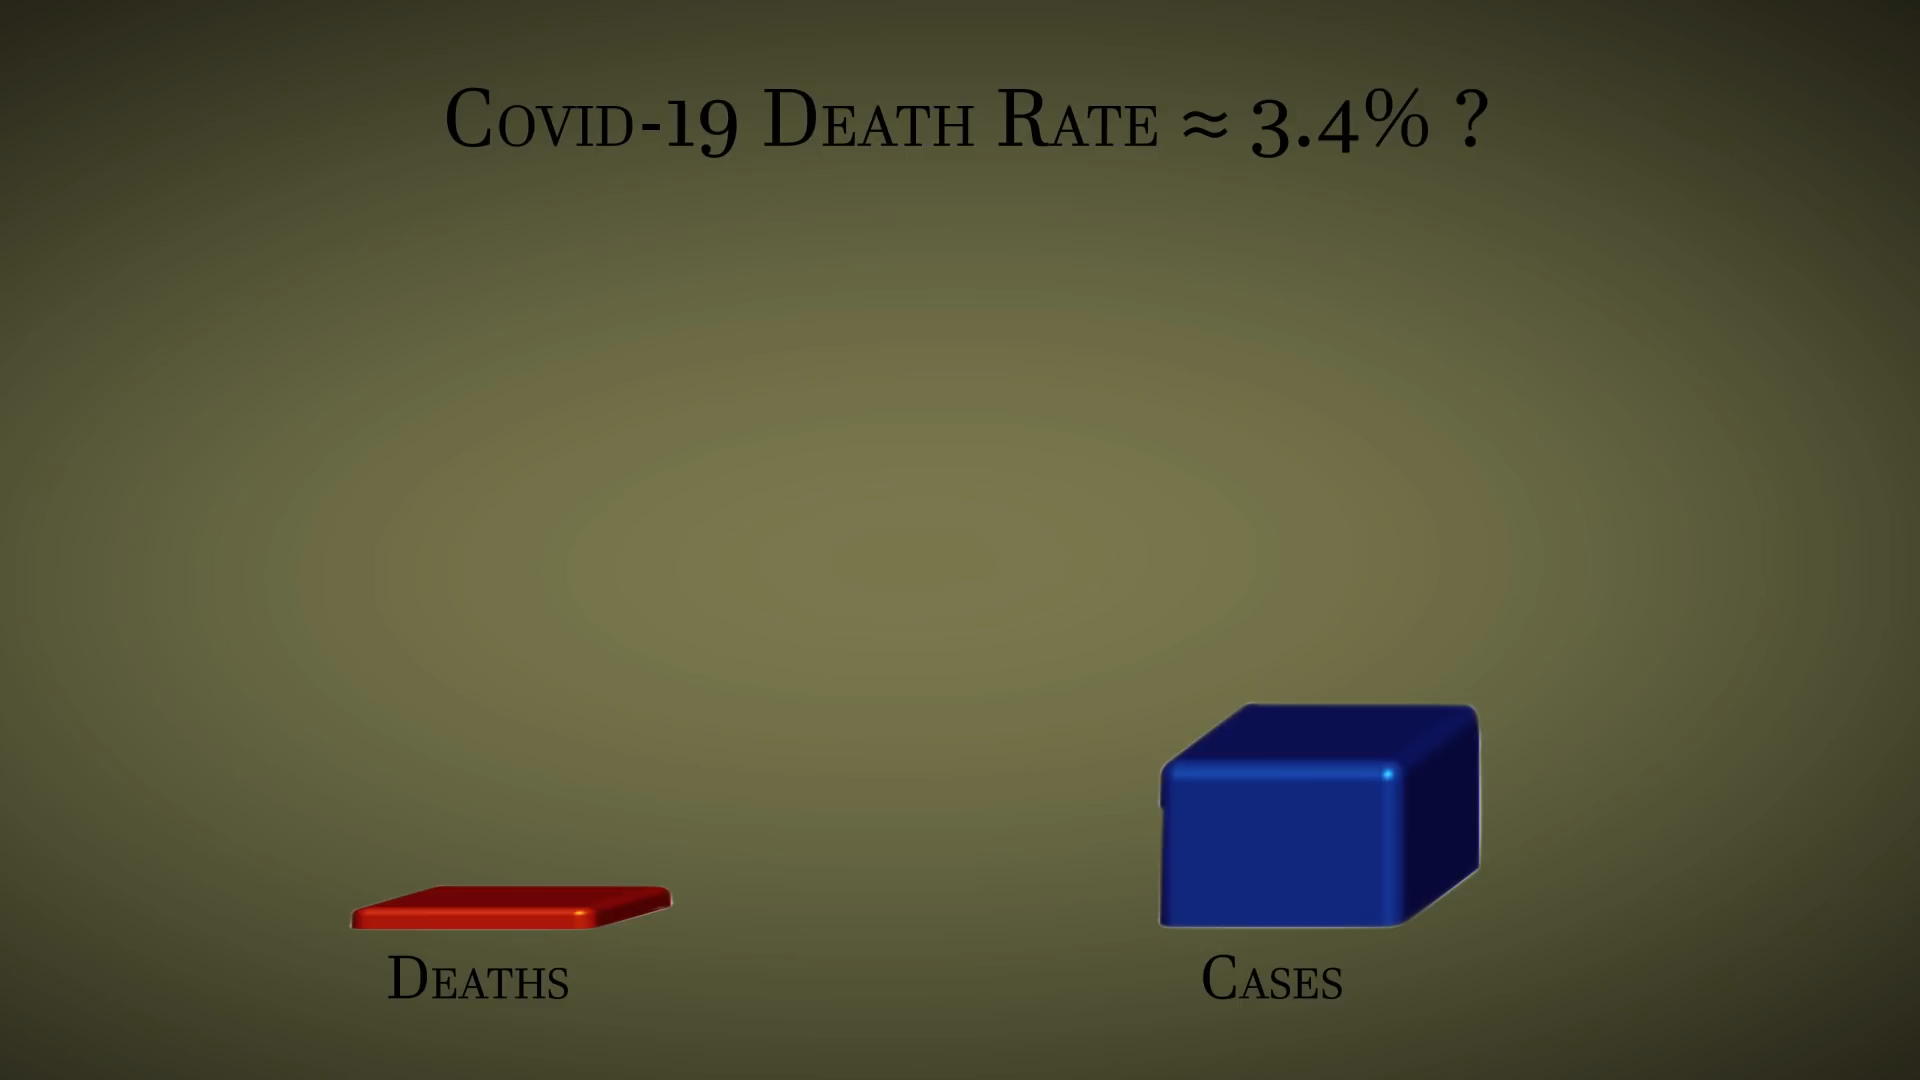 Covid-19 Death Rate ≈ 3.4% ?
Deaths
Cases